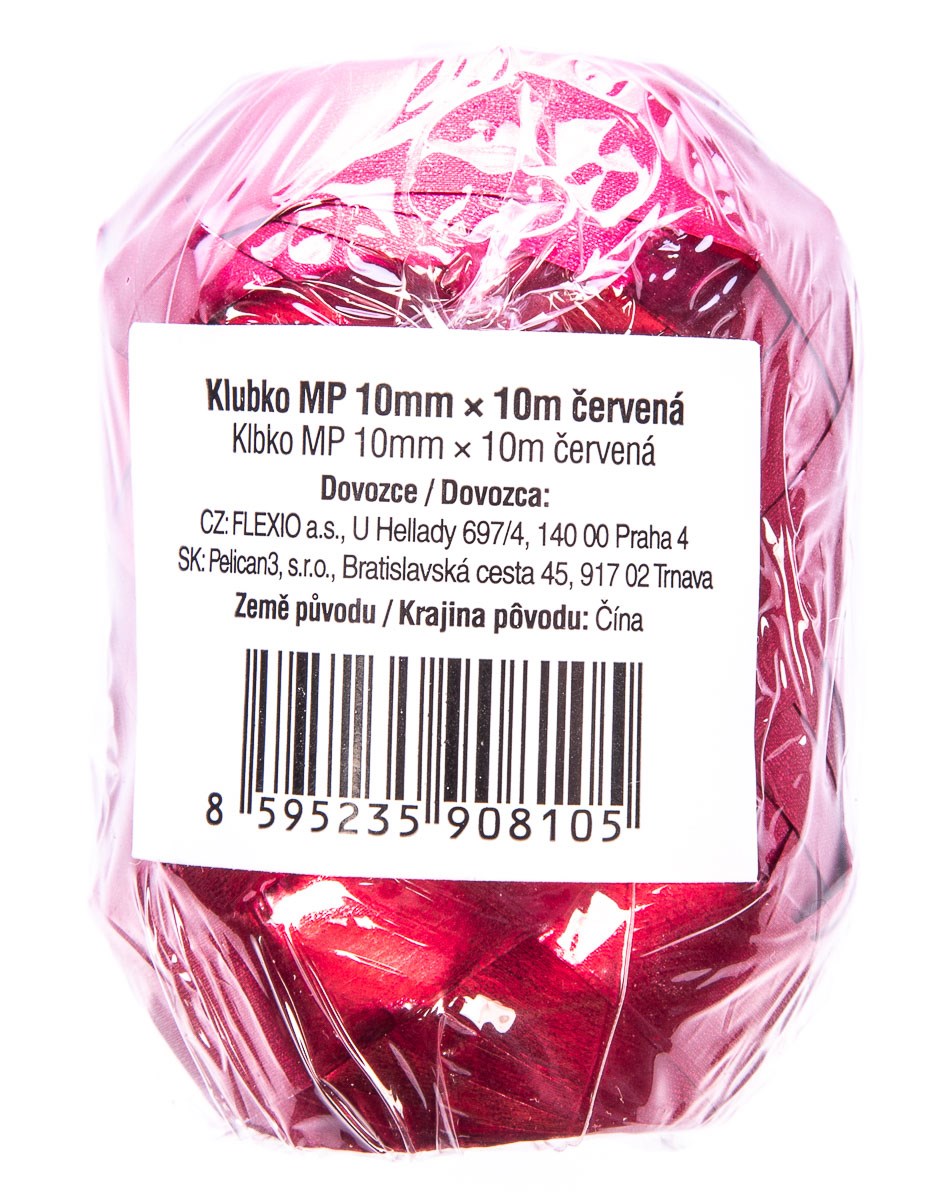 Klubko MP 10mm × 10m červená
Klbko MP 10mm × 10m červená
Dovozce / Dovozca:
CZ: FLEXIO a.s., U Hellady 697/4, 140 00 Praha 4
SK: Pelican3, s.r.o., Bratislavská cesta 45, 917 02 Trnava
Země původu / Krajina pôvodu: Čína
8 595235 908105